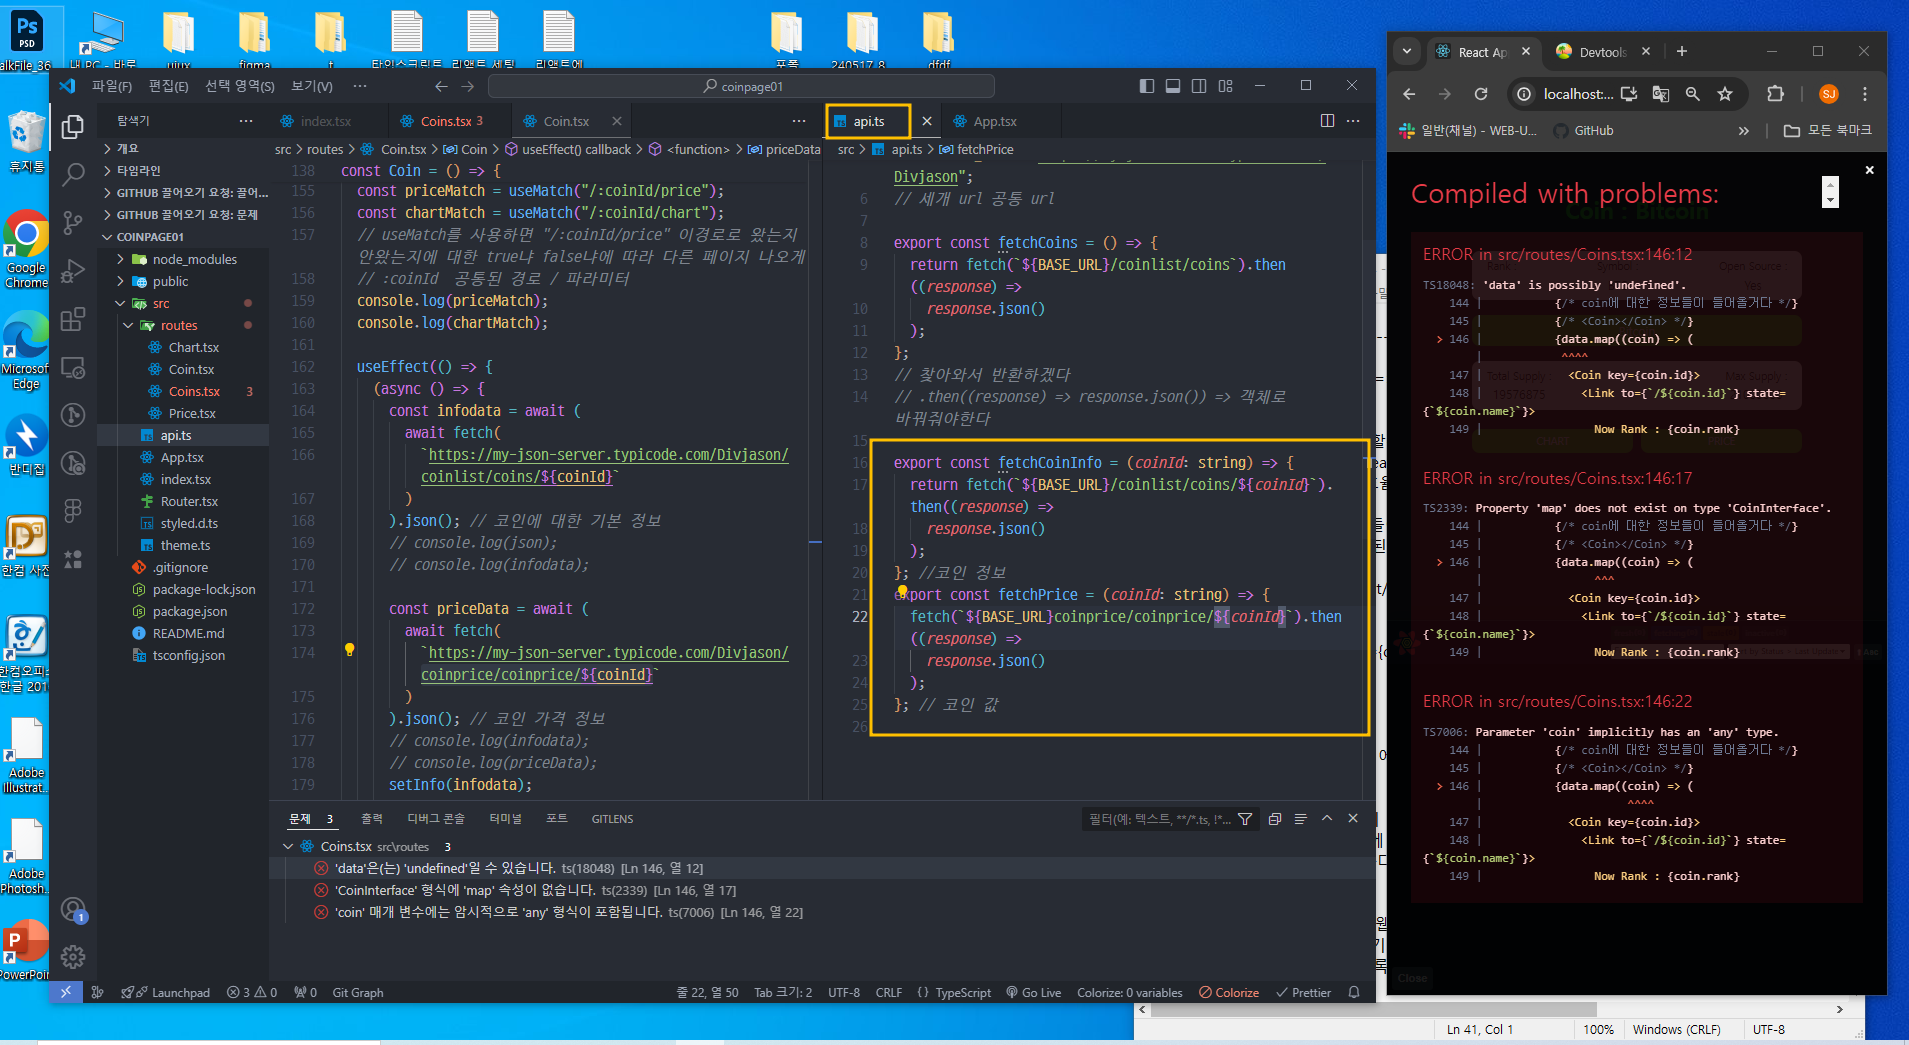 alkFile_36
내 PC - 바로
uiux
figma
t
타입스크립트
리액트 세팅
리액트에
포폴
240517_8
dfdf
휴지통
Google Chrome
Microsoft Edge
반디집
한컴 사전
한컴오피스 한글 20
Adobe Illustrat...
Adobe Photosh...
PowerPoin
파일(F) 편집(E) 선택 영역(S) 보기(V) ···
coinpage01
탐색기
개요
타임라인
GITHUB 끌어오기 요청: 끌어...
GITHUB 끌어오기 요청: 문제
COINPAGE01
node_modules
public
src
routes
Chart.tsx
Coin.tsx
Coins.tsx 3
Price.tsx
api.ts
App.tsx
index.tsx
Router.tsx
styled.d.ts
theme.ts
.gitignore
package-lock.json
package.json
README.md
tsconfig.json
index.tsx
Coins.tsx 3
Coin.tsx
src > routes > Coin.tsx > Coin > useEffect() callback > <function> > priceData
138 const Coin = () => {
155 const priceMatch = useMatch("/:coinId/price");
156 const chartMatch = useMatch("/:coinId/chart");
157 // useMatch를 사용하면 "/:coinId/price" 이경로로 왔는지
안왔는지에 대한 true냐 false냐에 따라 다른 페이지 나오게
158 // :coinId 공통된 경로 / 파라미터
159 console.log(priceMatch);
160 console.log(chartMatch);
161
162 useEffect(() => {
163 (async () => {
164 const infodata = await (
165 await fetch(
166 `https://my-json-server.typicode.com/Divjason/
coinlist/coins/${coinId}`
167 )
168 ).json(); // 코인에 대한 기본 정보
169 // console.log(json);
170 // console.log(infodata);
171
172 const priceData = await (
173 await fetch(
174 `https://my-json-server.typicode.com/Divjason/
coinprice/coinprice/${coinId}`
175 )
176 ).json(); // 코인 가격 정보
177 // console.log(infodata);
178 // console.log(priceData);
179 setInfo(infodata);
api.ts
App.tsx
src > api.ts > fetchPrice
Divjason";
6 // 세개 url 공통 url
7
8 export const fetchCoins = () => {
9 return fetch(`${BASE_URL}/coinlist/coins`).then
((response) =>
10 response.json()
11 );
12 };
13 // 찾아와서 반환하겠다
14 // .then((response) => response.json()) => 객체로
바꿔줘야한다
15
16 export const fetchCoinInfo = (coinId: string) => {
17 return fetch(`${BASE_URL}/coinlist/coins/${coinId}`).
then((response) =>
18 response.json()
19 );
20 }; //코인 정보
21 export const fetchPrice = (coinId: string) => {
22 fetch(`${BASE_URL}coinprice/coinprice/${coinId}`).then
((response) =>
23 response.json()
24 );
25 }; // 코인 값
26
문제 3 출력 디버그 콘솔 터미널 포트 GITLENS
필터(예: 텍스트, **/*.ts, !*...
Coins.tsx src\routes 3
'data'은(는) 'undefined'일 수 있습니다. ts(18048) [Ln 146, 열 12]
'CoinInterface' 형식에 'map' 속성이 없습니다. ts(2339) [Ln 146, 열 17]
'coin' 매개 변수에는 암시적으로 'any' 형식이 포함됩니다. ts(7006) [Ln 146, 열 22]
Launchpad 3 0 0 Git Graph
줄 22, 열 50 Tab 크기: 2 UTF-8 CRLF {} TypeScript Go Live Colorize: 0 variables Colorize Prettier
React Ap
Devtools
localhost:...
SJ
일반(채널) - WEB-U...
GitHub
모든 북마크
Compiled with problems:
Coin : Bitcoin
ERROR in src/routes/Coins.tsx:146:12
TS18048: 'data' is possibly 'undefined'.
144 | {/* coin에 대한 정보들이 들어올거다 */}
145 | {/* <Coin></Coin> */}
> 146 | {data.map((coin) => (
| ^^^^
147 | <Coin key={coin.id}>
148 | <Link to={`/${coin.id}`} state=
{`${coin.name}`}>
149 | Now Rank : {coin.rank}
ERROR in src/routes/Coins.tsx:146:17
TS2339: Property 'map' does not exist on type 'CoinInterface'.
144 | {/* coin에 대한 정보들이 들어올거다 */}
145 | {/* <Coin></Coin> */}
> 146 | {data.map((coin) => (
| ^^^
147 | <Coin key={coin.id}>
148 | <Link to={`/${coin.id}`} state=
{`${coin.name}`}>
149 | Now Rank : {coin.rank}
ERROR in src/routes/Coins.tsx:146:22
TS7006: Parameter 'coin' implicitly has an 'any' type.
144 | {/* coin에 대한 정보들이 들어올거다 */}
145 | {/* <Coin></Coin> */}
> 146 | {data.map((coin) => (
| ^^^^
147 | <Coin key={coin.id}>
148 | <Link to={`/${coin.id}`} state=
{`${coin.name}`}>
149 | Now Rank : {coin.rank}
Rank : Symbol : Open Source :
Yes
Total Supply Max Supply
19576875
CHART PRICE
Close
Ln 41, Col 1 100% Windows (CRLF) UTF-8